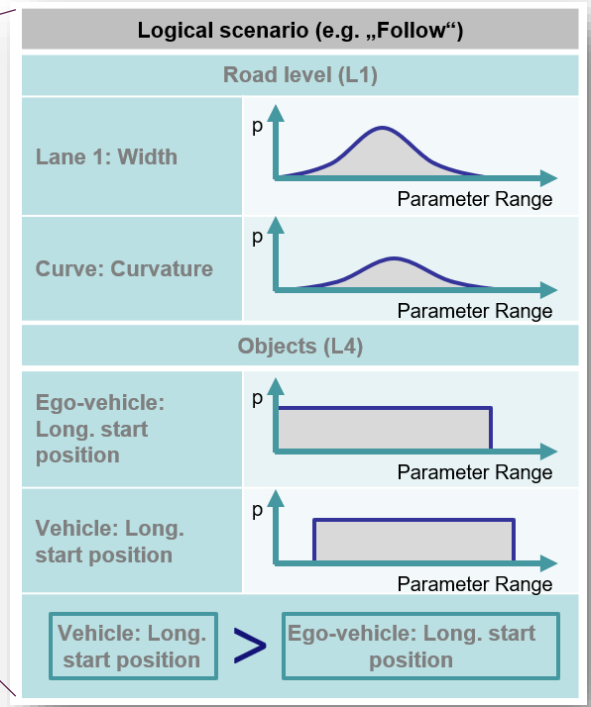 Logical scenario (e.g. „Follow“)
Road level (L1)
Lane 1: Width
p
Parameter Range
Curve: Curvature
p
Parameter Range
Objects (L4)
Ego-vehicle:
Long. start
position
p
Parameter Range
Vehicle: Long.
start position
p
Parameter Range
Vehicle: Long.
start position
>
Ego-vehicle: Long. start
position